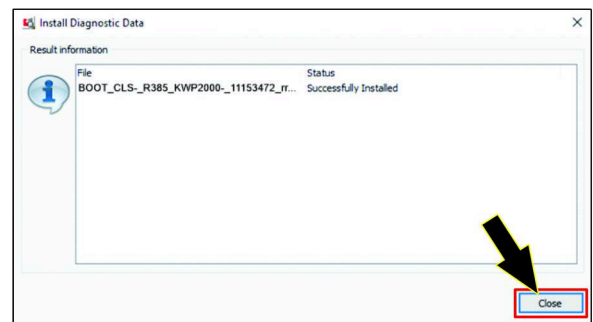 Install Diagnostic Data
Result information
File Status
BOOT_CLS-_R385_KWP2000-_11153472_rr... Successfully Installed
Close